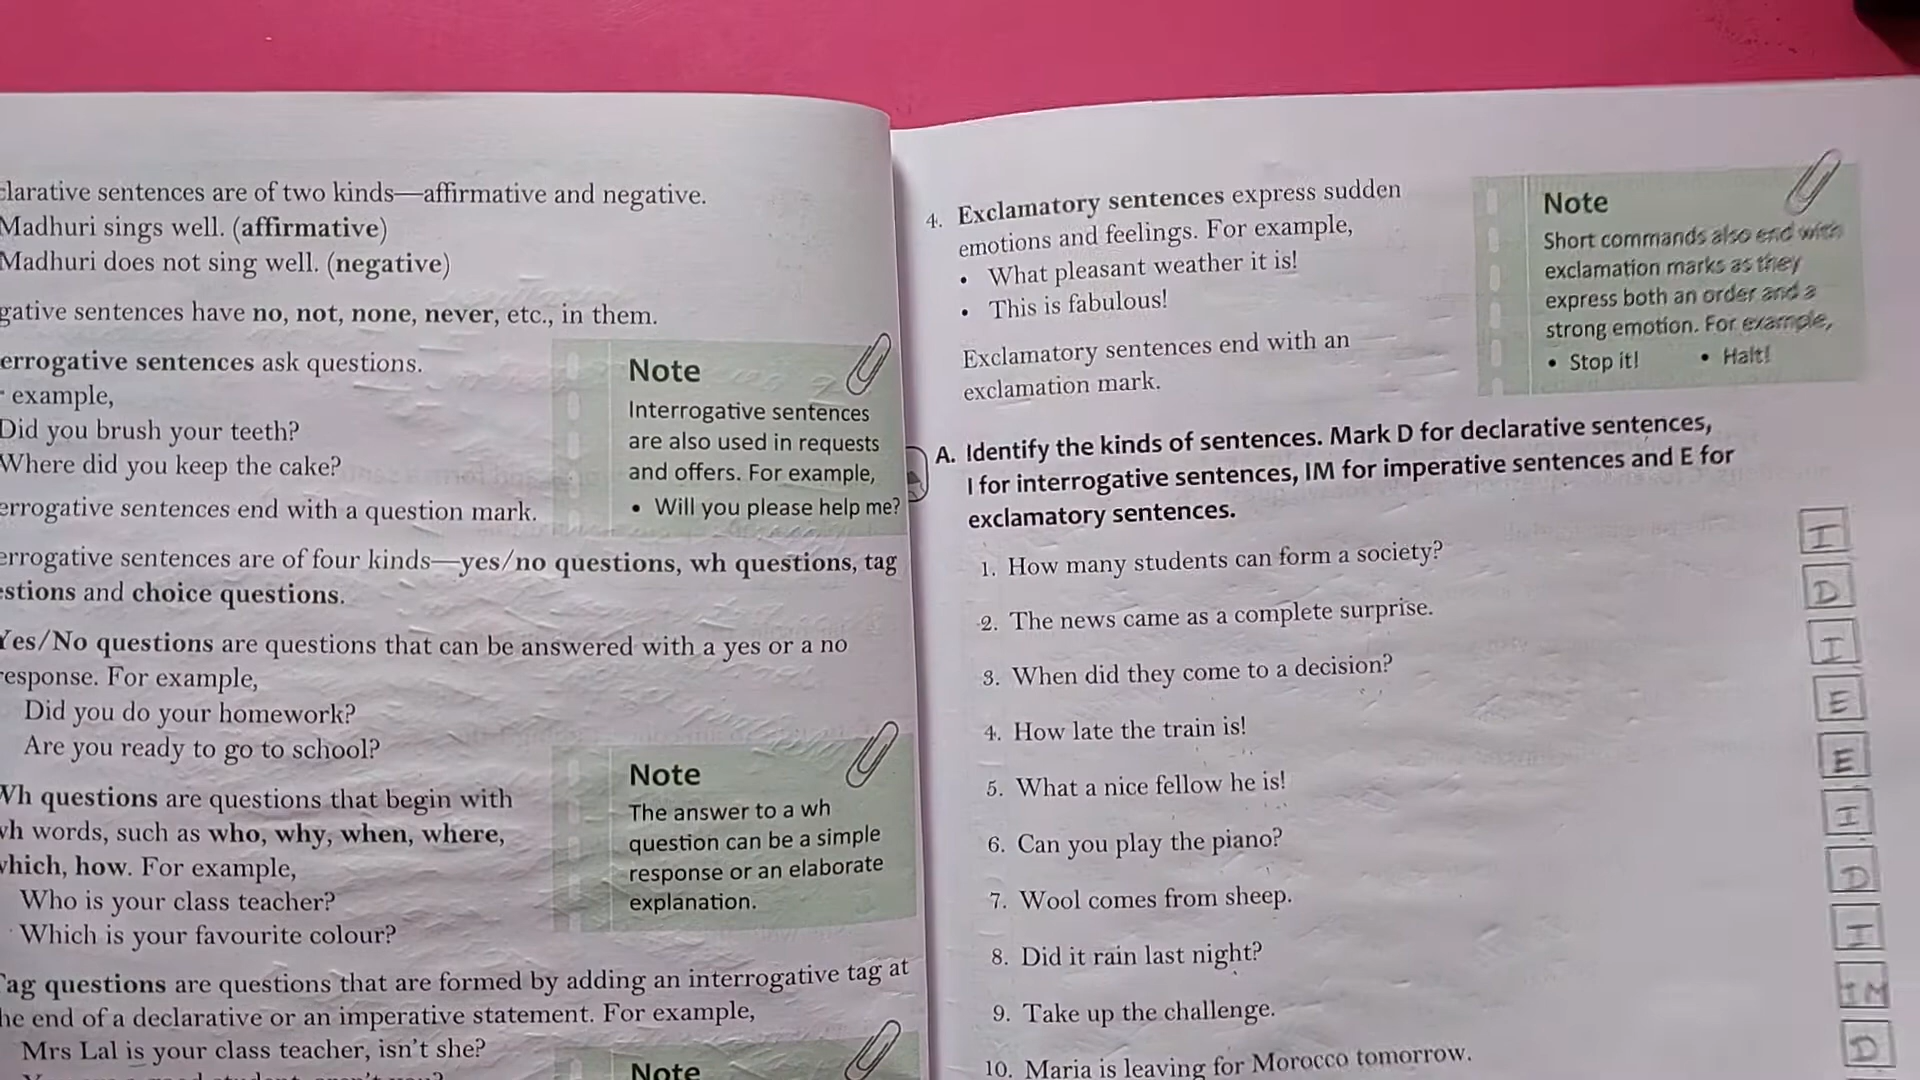 larative sentences are of two kinds—affirmative and negative.
Madhuri sings well. (affirmative)
Madhuri does not sing well. (negative)
gative sentences have no, not, none, never, etc., in them.
errogative sentences ask questions.
example,
Did you brush your teeth?
Where did you keep the cake?
errogative sentences end with a question mark.
Note
Interrogative sentences
are also used in requests
and offers. For example,
• Will you please help me?
errogative sentences are of four kinds—yes/no questions, wh questions, tag
estions and choice questions.
Yes/No questions are questions that can be answered with a yes or a no
response. For example,
Did you do your homework?
Are you ready to go to school?
Wh questions are questions that begin with
wh words, such as who, why, when, where,
which, how. For example,
Who is your class teacher?
Which is your favourite colour?
Note
The answer to a wh
question can be a simple
response or an elaborate
explanation.
Tag questions are questions that are formed by adding an interrogative tag at
he end of a declarative or an imperative statement. For example,
Mrs Lal is your class teacher, isn't she?
Note
4. Exclamatory sentences express sudden
emotions and feelings. For example,
• What pleasant weather it is!
• This is fabulous!
Exclamatory sentences end with an
exclamation mark.
Note
Short commands also end with
exclamation marks as they
express both an order and a
strong emotion. For example,
• Stop it! • Halt!
A. Identify the kinds of sentences. Mark D for declarative sentences,
I for interrogative sentences, IM for imperative sentences and E for
exclamatory sentences.
1. How many students can form a society? I
2. The news came as a complete surprise. D
3. When did they come to a decision? I
4. How late the train is! E
5. What a nice fellow he is! E
6. Can you play the piano? I
7. Wool comes from sheep. D
8. Did it rain last night? I
9. Take up the challenge. IM
10. Maria is leaving for Morocco tomorrow. D